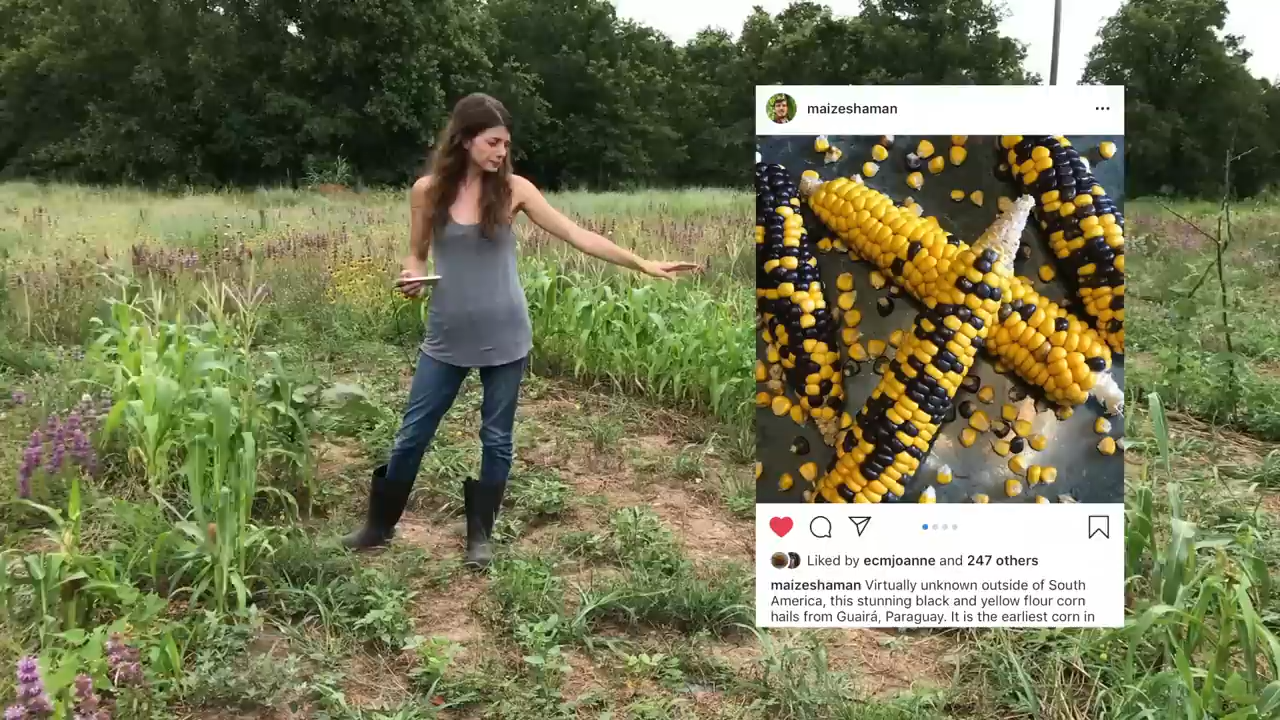 maizeshaman
Liked by ecmjoanne and 247 others
maizeshaman Virtually unknown outside of South
America, this stunning black and yellow flour corn
hails from Guairá, Paraguay. It is the earliest corn in